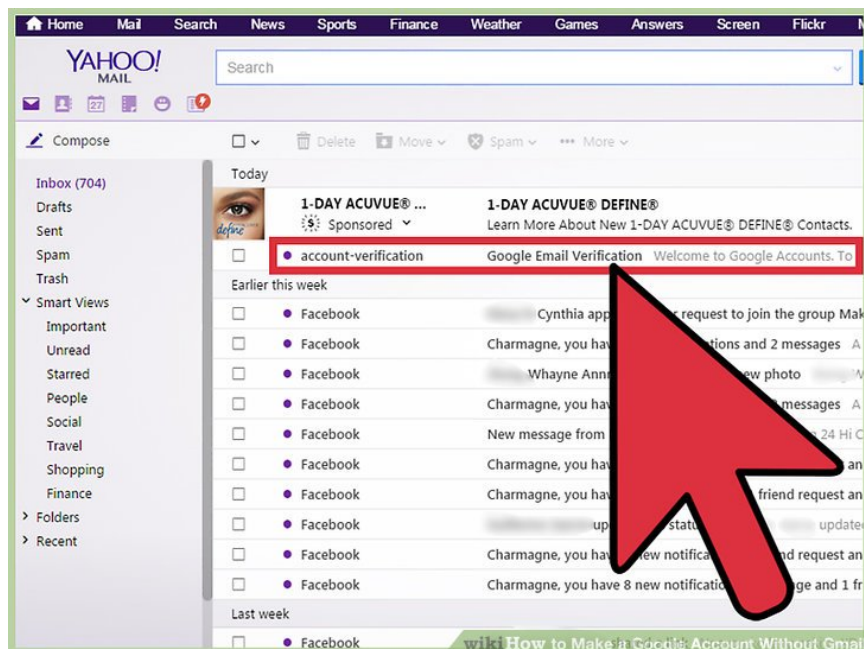 Home Mail Search News Sports Finance Weather Games Answers Screen Flickr
YAHOO!
MAIL
Search
27
Compose
Delete Move Spam More
Inbox (704)
Drafts
Sent
Spam
Trash
Smart Views
Important
Unread
Starred
People
Social
Travel
Shopping
Finance
Folders
Recent
Today
define
1-DAY ACUVUE® ... 1-DAY ACUVUE® DEFINE®
Sponsored Learn More About New 1-DAY ACUVUE® DEFINE® Contacts.
account-verification Google Email Verification Welcome to Google Accounts. To
Earlier this week
Facebook Cynthia app r request to join the group Mak
Facebook Charmagne, you hav tions and 2 messages A
Facebook Whayne Annr ew photo
Facebook Charmagne, you hav messages A
Facebook New message from 24 Hi C
Facebook Charmagne, you hav an
Facebook Charmagne, you hav friend request an
Facebook up statu update
Facebook Charmagne, you hav ew notifica nd request an
Facebook Charmagne, you have 8 new notificatio ge and 1 fr
Last week
Facebook
wikiHow to Make a Google Account Without Gmail